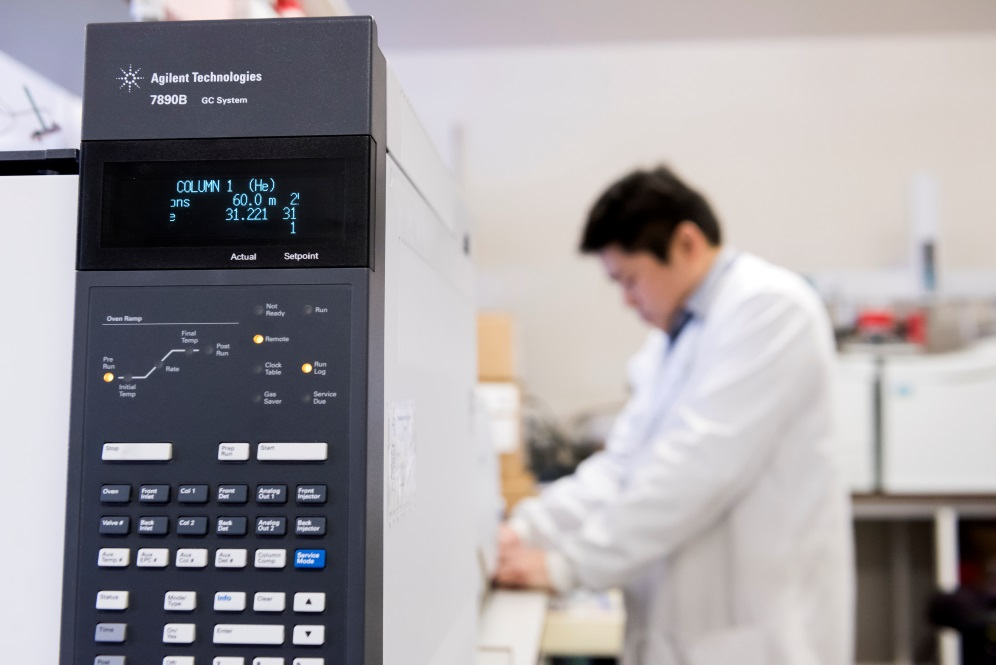 Agilent Technologies
7890B GC System
COLUMN 1 (He)
ons 60.0 m 2
e 31.221 31
1
Actual Setpoint
Oven Ramp
Not Ready
Run
Final Temp
Remote
Post Run
Pre Run
Rate
Clock Table
Run Log
Initial Temp
Gas Saver
Service Due
Stop Prep Run Start
Oven Front Inlet Col 1 Front Det Analog Out 1 Front Injector
Valve # Back Inlet Col 2 Back Det Analog Out 2 Back Injector
Aux Temp # Aux EPC # Aux Col # Aux Det # Column Comp Service Mode
Status Mode/Type Info Clear ▲
Time On/Yes Enter ▼
Post